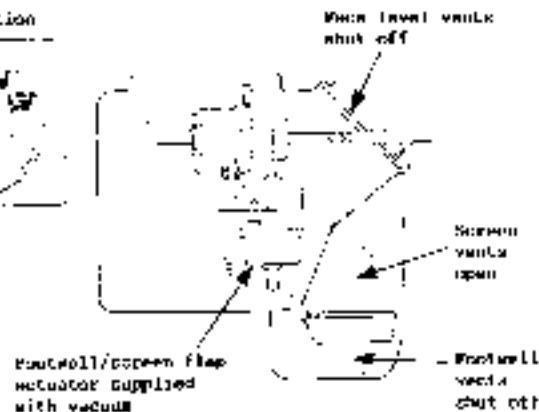 tion
Face level vents
shut off
Screen
vents
open
Footwell/screen flap
actuator supplied
with vacuum
Footwell
vents
shut off